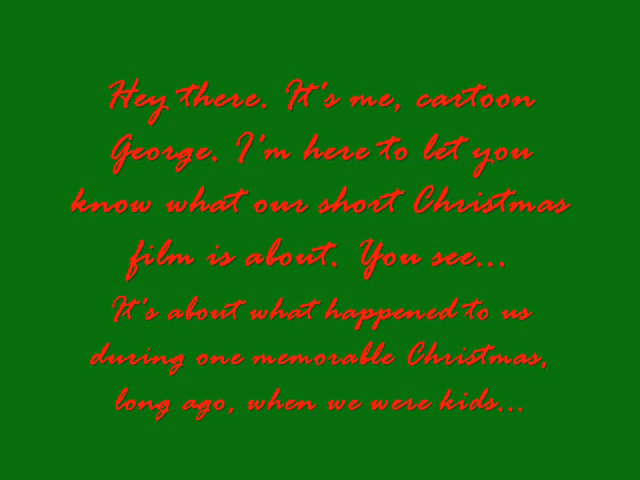 Hey there. It's me, cartoon
George. I'm here to let you
know what our short Christmas
film is about. You see...
It's about what happened to us
during one memorable Christmas,
long ago, when we were kids...